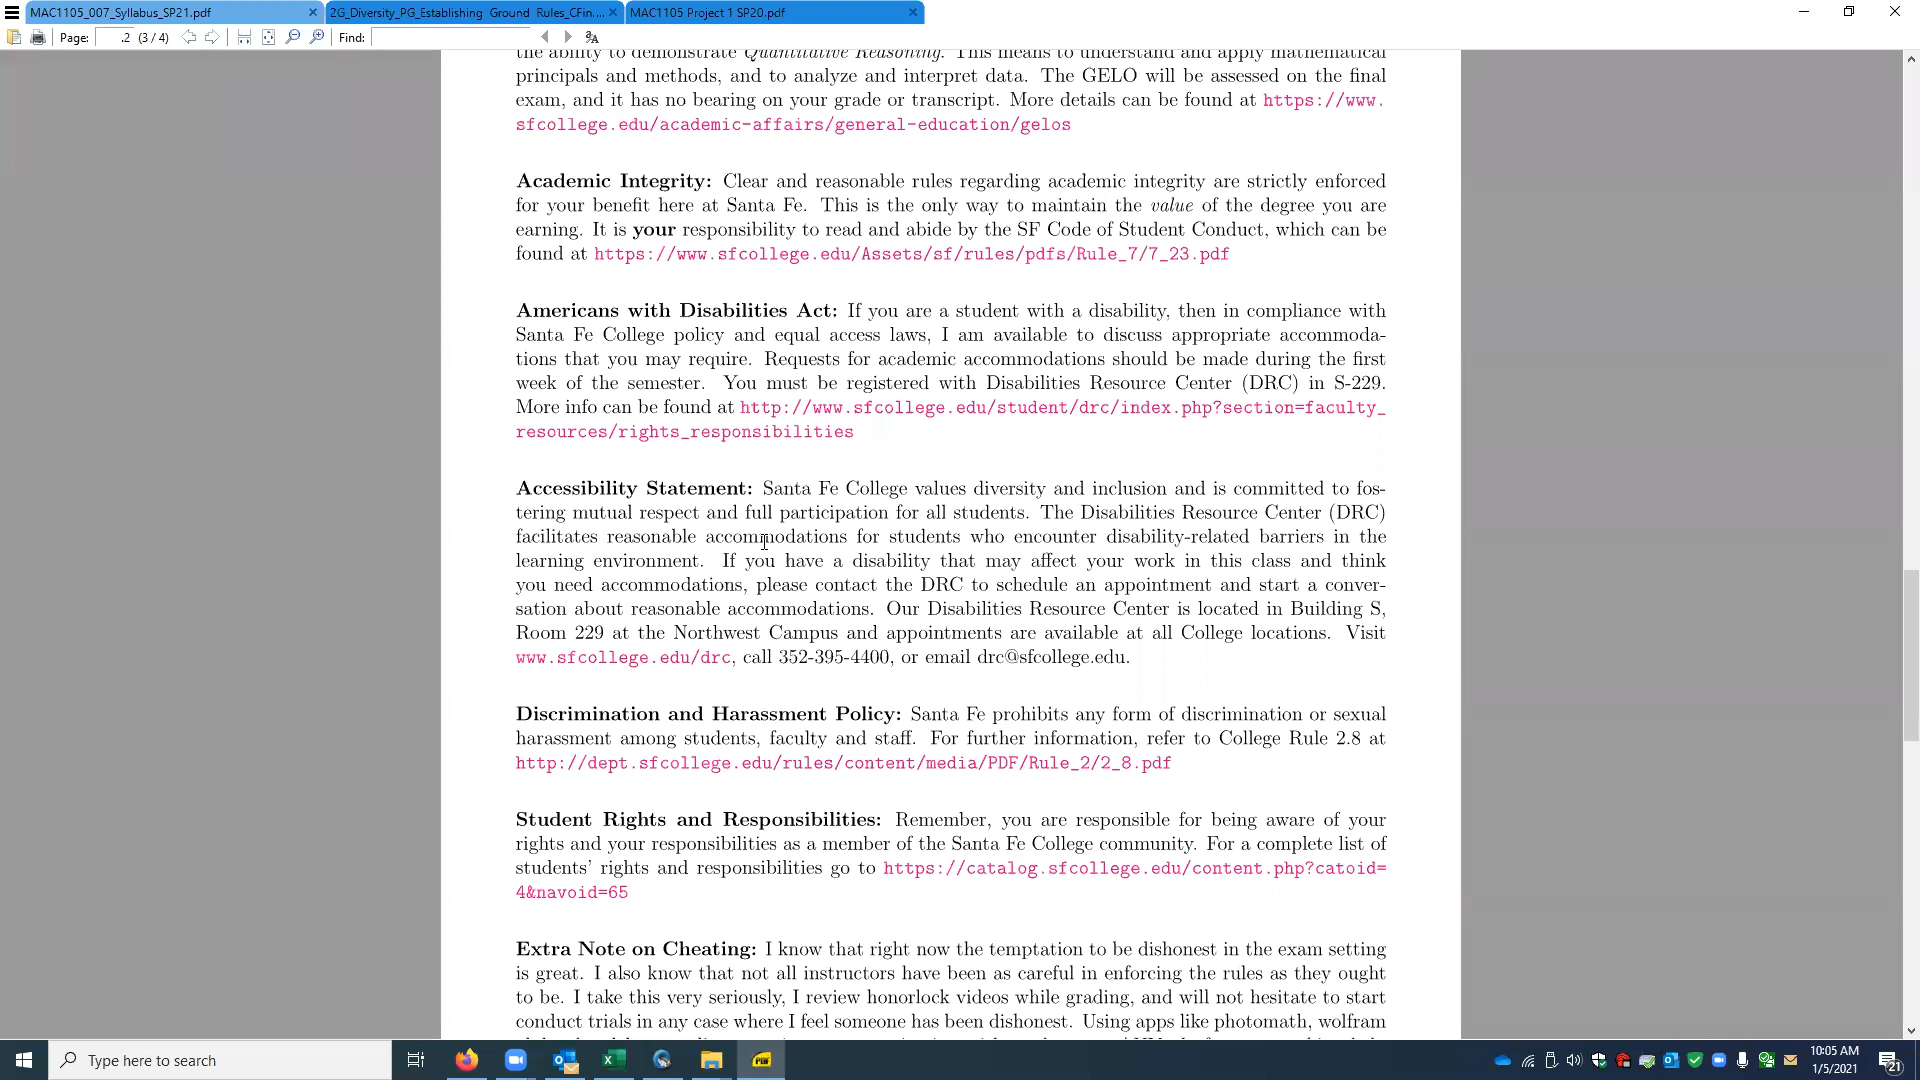 MAC1105_007_Syllabus_SP21.pdf
2G_Diversity_PG_Establishing Ground Rules_CFin....
MAC1105 Project 1 SP20.pdf
Page: .2 (3 / 4)
Find:
the ability to demonstrate Quantitative Reasoning. This means to understand and apply mathematical
principals and methods, and to analyze and interpret data. The GELO will be assessed on the final
exam, and it has no bearing on your grade or transcript. More details can be found at https://www.
sfcollege.edu/academic-affairs/general-education/gelos
Academic Integrity: Clear and reasonable rules regarding academic integrity are strictly enforced
for your benefit here at Santa Fe. This is the only way to maintain the value of the degree you are
earning. It is your responsibility to read and abide by the SF Code of Student Conduct, which can be
found at https://www.sfcollege.edu/Assets/sf/rules/pdfs/Rule_7/7_23.pdf
Americans with Disabilities Act: If you are a student with a disability, then in compliance with
Santa Fe College policy and equal access laws, I am available to discuss appropriate accommoda-
tions that you may require. Requests for academic accommodations should be made during the first
week of the semester. You must be registered with Disabilities Resource Center (DRC) in S-229.
More info can be found at http://www.sfcollege.edu/student/drc/index.php?section=faculty_
resources/rights_responsibilities
Accessibility Statement: Santa Fe College values diversity and inclusion and is committed to fos-
tering mutual respect and full participation for all students. The Disabilities Resource Center (DRC)
facilitates reasonable accommodations for students who encounter disability-related barriers in the
learning environment. If you have a disability that may affect your work in this class and think
you need accommodations, please contact the DRC to schedule an appointment and start a conver-
sation about reasonable accommodations. Our Disabilities Resource Center is located in Building S,
Room 229 at the Northwest Campus and appointments are available at all College locations. Visit
www.sfcollege.edu/drc, call 352-395-4400, or email drc@sfcollege.edu.
Discrimination and Harassment Policy: Santa Fe prohibits any form of discrimination or sexual
harassment among students, faculty and staff. For further information, refer to College Rule 2.8 at
http://dept.sfcollege.edu/rules/content/media/PDF/Rule_2/2_8.pdf
Student Rights and Responsibilities: Remember, you are responsible for being aware of your
rights and your responsibilities as a member of the Santa Fe College community. For a complete list of
students' rights and responsibilities go to https://catalog.sfcollege.edu/content.php?catoid=
4&navoid=65
Extra Note on Cheating: I know that right now the temptation to be dishonest in the exam setting
is great. I also know that not all instructors have been as careful in enforcing the rules as they ought
to be. I take this very seriously, I review honorlock videos while grading, and will not hesitate to start
conduct trials in any case where I feel someone has been dishonest. Using apps like photomath, wolfram
Type here to search
10:05 AM
1/5/2021
21